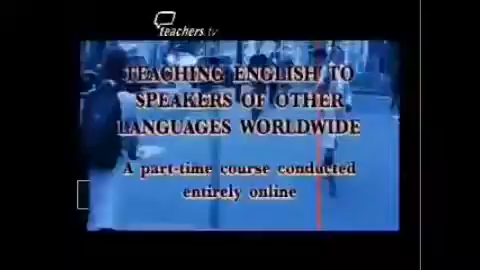 teachers.tv
TEACHING ENGLISH TO
SPEAKERS OF OTHER
LANGUAGES WORLDWIDE
A part-time course conducted
entirely online